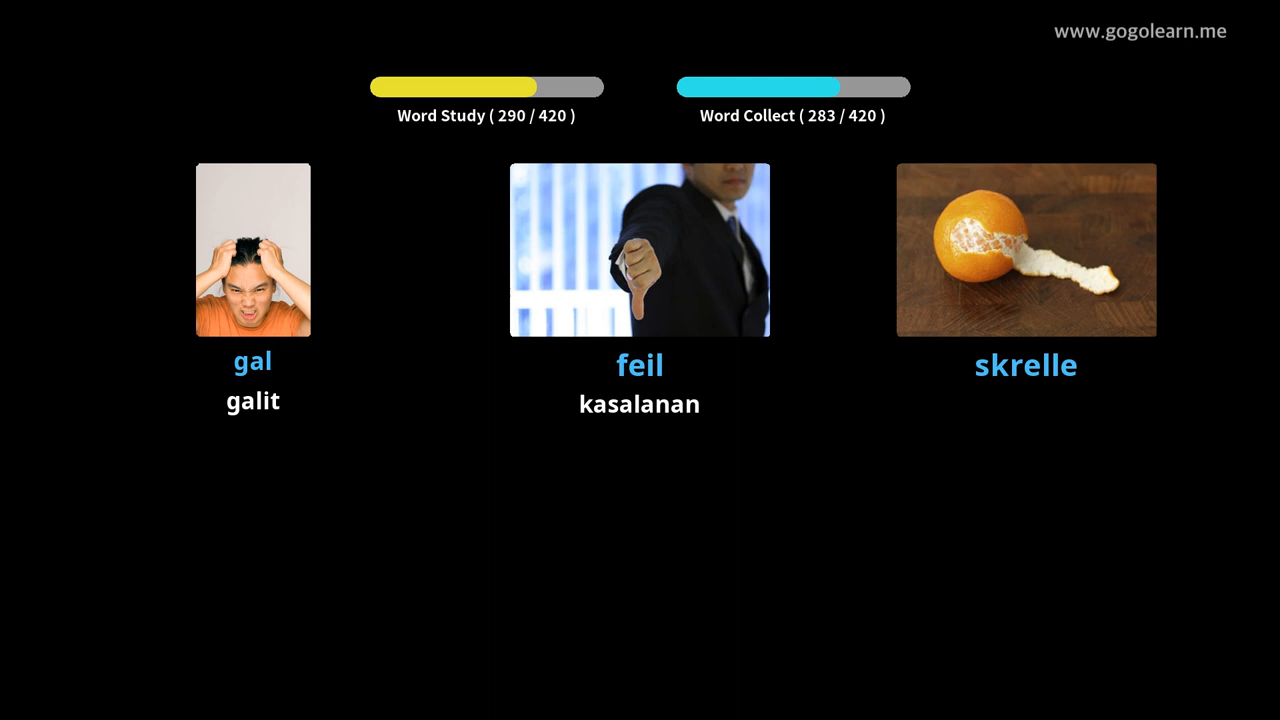 www.gogolearn.me
Word Study ( 290 / 420 )
Word Collect ( 283 / 420 )
gal
galit
feil
kasalanan
skrelle